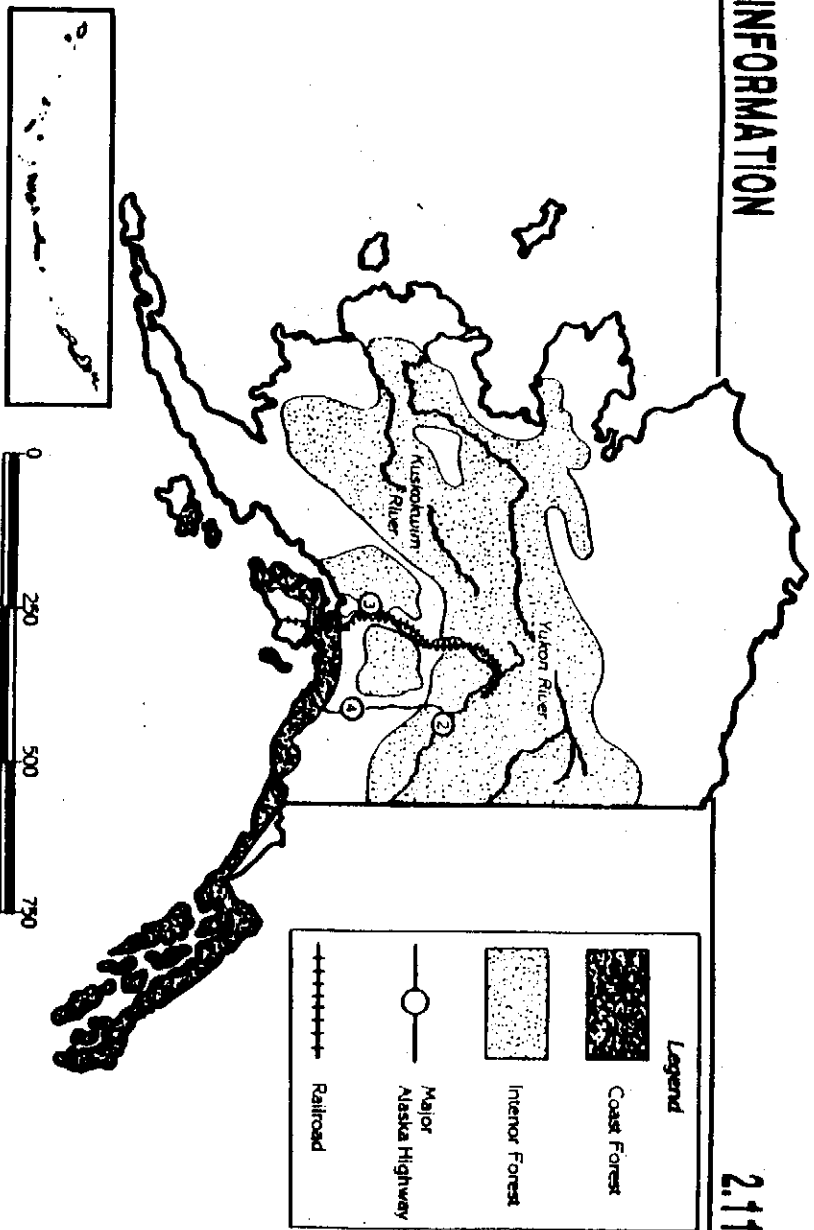 INFORMATION
2.11
Yukon River
Kuskokwim
River
3
4
2
Legend
Coast Forest
Interior Forest
Major
Alaska Highway
Railroad
0 250 500 750